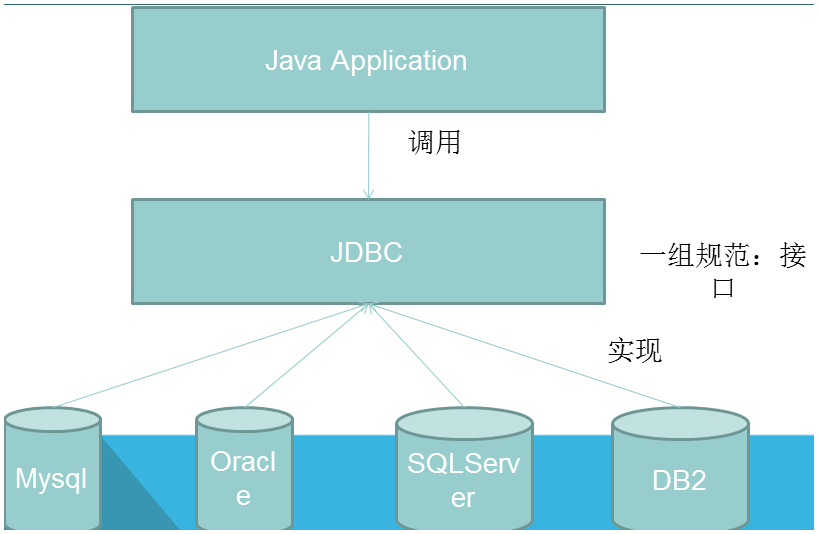 Java Application
调用
JDBC
一组规范：接
口
实现
Mysql
Oracl
e
SQLServ
er
DB2